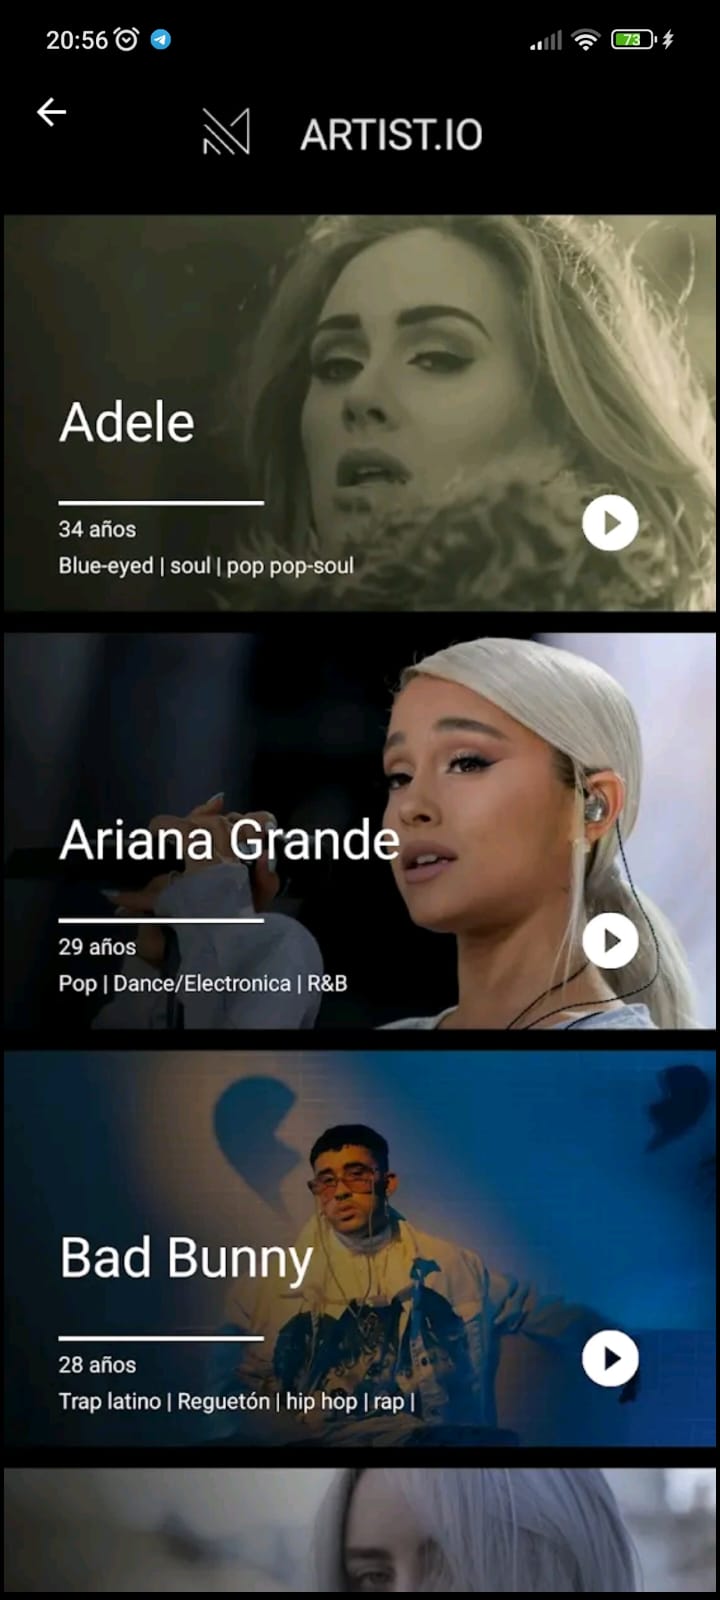 20:56
73
ARTIST.IO
Adele
34 años
Blue-eyed | soul | pop pop-soul
Ariana Grande
29 años
Pop | Dance/Electronica | R&B
Bad Bunny
28 años
Trap latino | Reguetón | hip hop | rap |